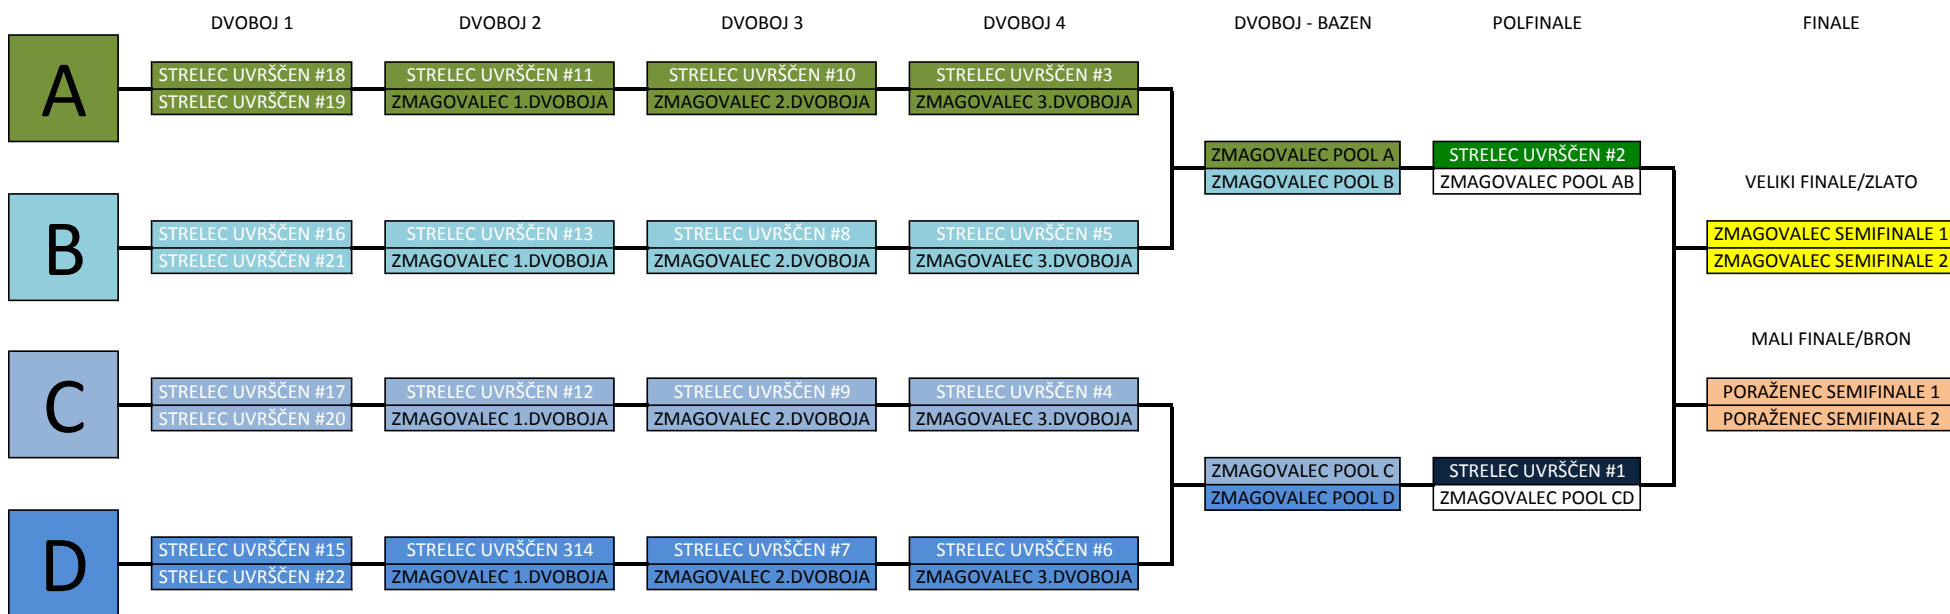 DVOBOJ 1 DVOBOJ 2 DVOBOJ 3 DVOBOJ 4 DVOBOJ - BAZEN POLFINALE FINALE
A
STRELEC UVRŠČEN #18 STRELEC UVRŠČEN #11 STRELEC UVRŠČEN #10 STRELEC UVRŠČEN #3
STRELEC UVRŠČEN #19 ZMAGOVALEC 1.DVOBOJA ZMAGOVALEC 2.DVOBOJA ZMAGOVALEC 3.DVOBOJA
ZMAGOVALEC POOL A STRELEC UVRŠČEN #2
ZMAGOVALEC POOL B ZMAGOVALEC POOL AB VELIKI FINALE/ZLATO
B
STRELEC UVRŠČEN #16 STRELEC UVRŠČEN #13 STRELEC UVRŠČEN #8 STRELEC UVRŠČEN #5 ZMAGOVALEC SEMIFINALE 1
STRELEC UVRŠČEN #21 ZMAGOVALEC 1.DVOBOJA ZMAGOVALEC 2.DVOBOJA ZMAGOVALEC 3.DVOBOJA ZMAGOVALEC SEMIFINALE 2
MALI FINALE/BRON
C
STRELEC UVRŠČEN #17 STRELEC UVRŠČEN #12 STRELEC UVRŠČEN #9 STRELEC UVRŠČEN #4 PORAŽENEC SEMIFINALE 1
STRELEC UVRŠČEN #20 ZMAGOVALEC 1.DVOBOJA ZMAGOVALEC 2.DVOBOJA ZMAGOVALEC 3.DVOBOJA PORAŽENEC SEMIFINALE 2
ZMAGOVALEC POOL C STRELEC UVRŠČEN #1
ZMAGOVALEC POOL D ZMAGOVALEC POOL CD
D
STRELEC UVRŠČEN #15 STRELEC UVRŠČEN 314 STRELEC UVRŠČEN #7 STRELEC UVRŠČEN #6
STRELEC UVRŠČEN #22 ZMAGOVALEC 1.DVOBOJA ZMAGOVALEC 2.DVOBOJA ZMAGOVALEC 3.DVOBOJA